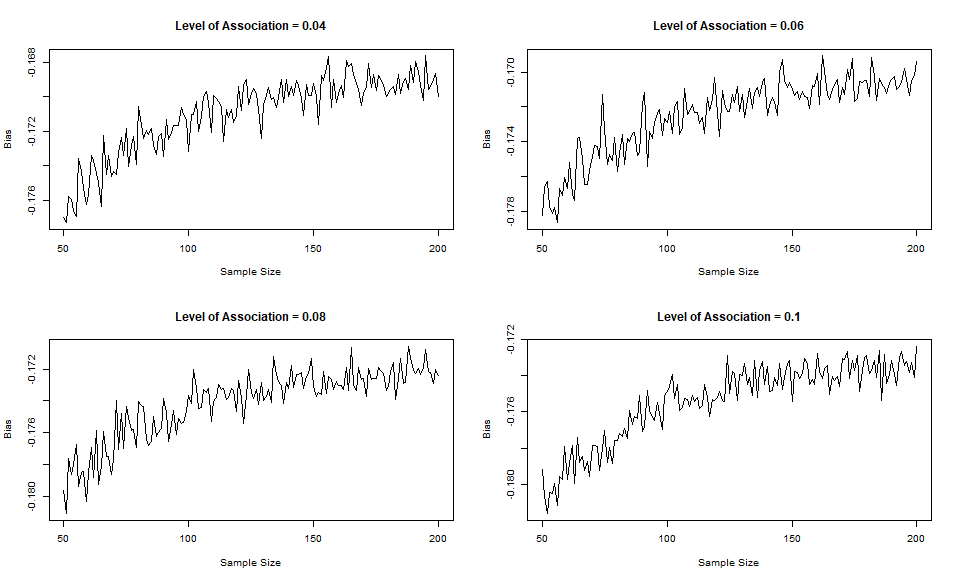 Level of Association = 0.04
Bias
-0.168
-0.172
-0.176
50 100 150 200
Sample Size
Level of Association = 0.06
Bias
-0.170
-0.174
-0.178
50 100 150 200
Sample Size
Level of Association = 0.08
Bias
-0.172
-0.176
-0.180
50 100 150 200
Sample Size
Level of Association = 0.1
Bias
-0.172
-0.176
-0.180
50 100 150 200
Sample Size